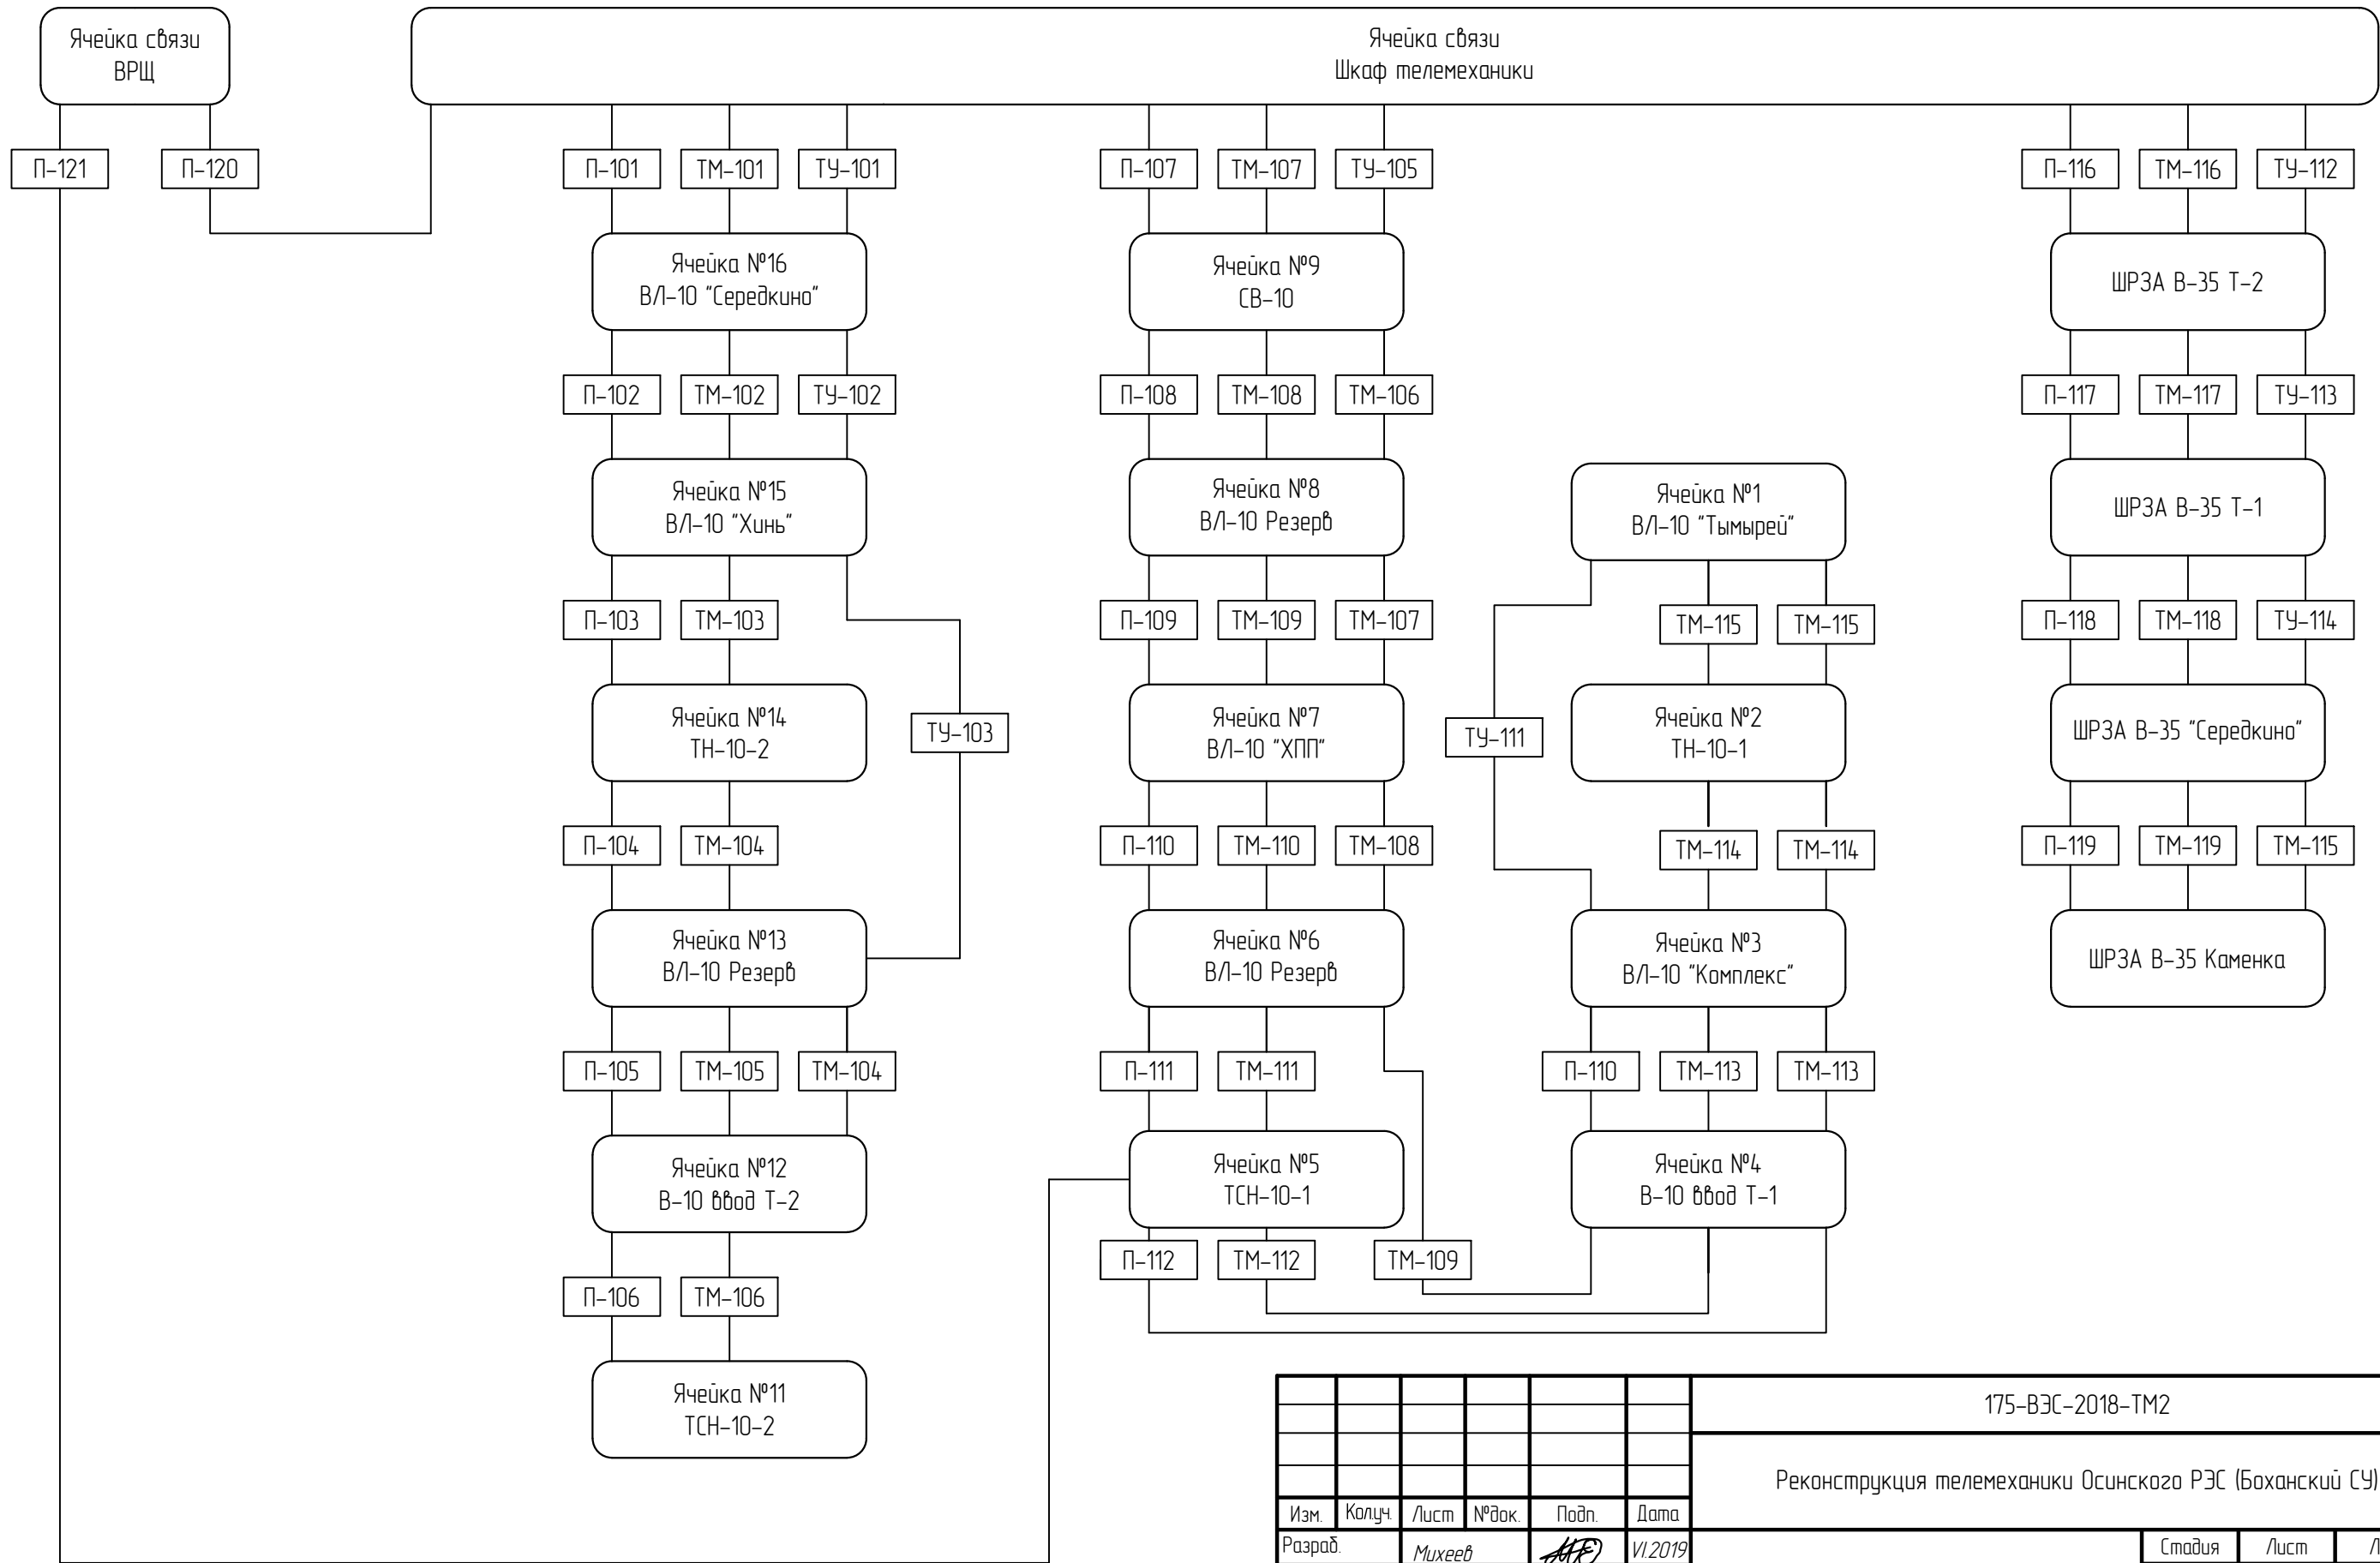 Ячейка связи
ВРЩ
Ячейка связи
Шкаф телемеханики
П-121
П-120
П-101
ТМ-101
ТУ-101
П-107
ТМ-107
ТУ-105
П-116
ТМ-116
ТУ-112
Ячейка №16
ВЛ-10 "Середкино"
Ячейка №9
СВ-10
ШРЗА В-35 Т-2
П-102
ТМ-102
ТУ-102
П-108
ТМ-108
ТМ-106
П-117
ТМ-117
ТУ-113
Ячейка №15
ВЛ-10 "Хинь"
Ячейка №8
ВЛ-10 Резерв
Ячейка №1
ВЛ-10 "Тымырей"
ШРЗА В-35 Т-1
П-103
ТМ-103
П-109
ТМ-109
ТМ-107
ТМ-115
ТМ-115
П-118
ТМ-118
ТУ-114
Ячейка №14
ТН-10-2
ТУ-103
Ячейка №7
ВЛ-10 "ХПП"
ТУ-111
Ячейка №2
ТН-10-1
ШРЗА В-35 "Середкино"
П-104
ТМ-104
П-110
ТМ-110
ТМ-108
ТМ-114
ТМ-114
П-119
ТМ-119
ТМ-115
Ячейка №13
ВЛ-10 Резерв
Ячейка №6
ВЛ-10 Резерв
Ячейка №3
ВЛ-10 "Комплекс"
ШРЗА В-35 Каменка
П-105
ТМ-105
ТМ-104
П-111
ТМ-111
П-110
ТМ-113
ТМ-113
Ячейка №12
В-10 ввод Т-2
Ячейка №5
ТСН-10-1
Ячейка №4
В-10 ввод Т-1
П-112
ТМ-112
ТМ-109
П-106
ТМ-106
Ячейка №11
ТСН-10-2
175-ВЭС-2018-ТМ2
Реконструкция телемеханики Осинского РЭС (Боханский СУ)
Изм. Кол.уч. Лист №док. Подп. Дата
Разраб. Михеев VI.2019
Стадия Лист